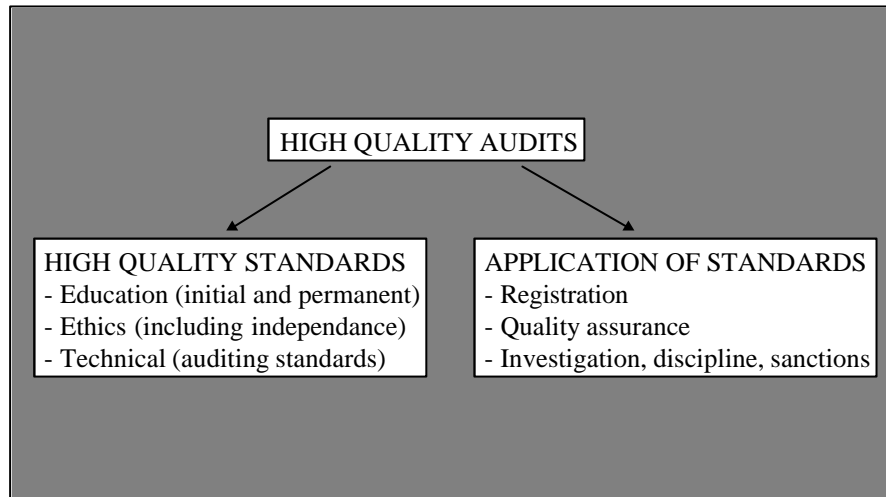 HIGH QUALITY AUDITS
HIGH QUALITY STANDARDS
- Education (initial and permanent)
- Ethics (including independance)
- Technical (auditing standards)
APPLICATION OF STANDARDS
- Registration
- Quality assurance
- Investigation, discipline, sanctions